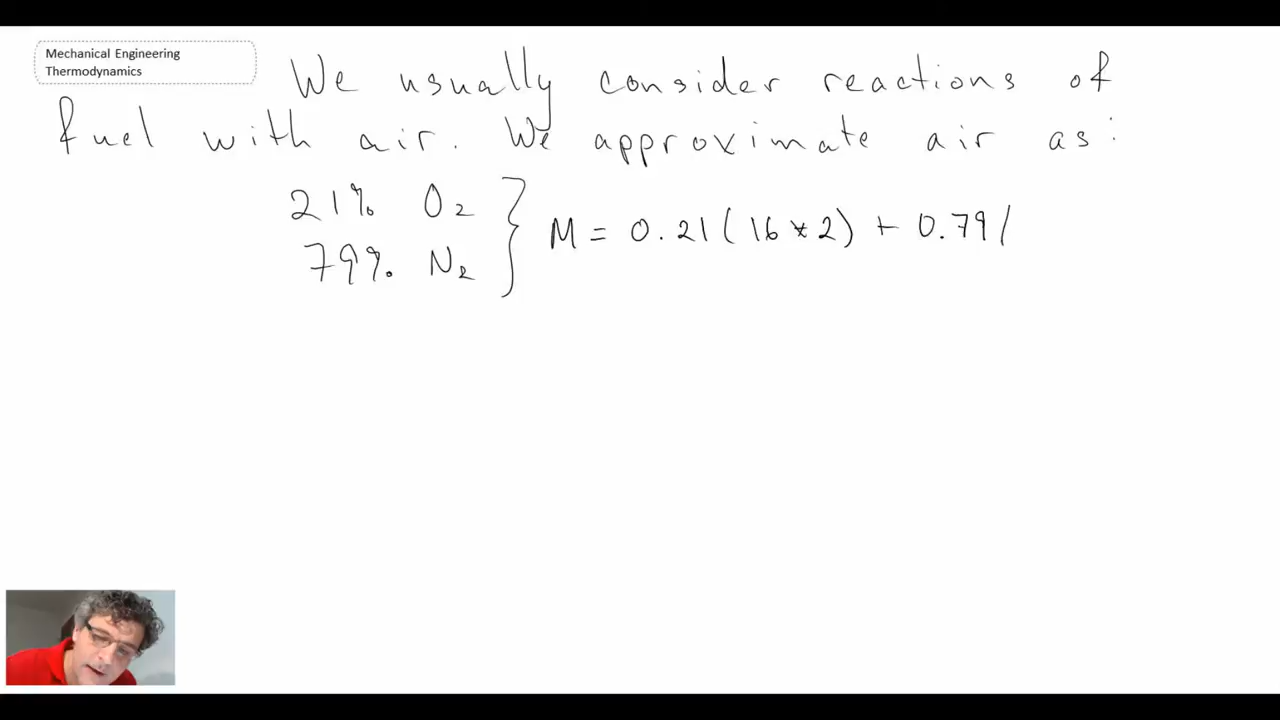 Mechanical Engineering
Thermodynamics
We usually consider reactions of
fuel with air. We approximate air as:
21% O₂
79% N₂
M = 0.21(16*2) + 0.79(